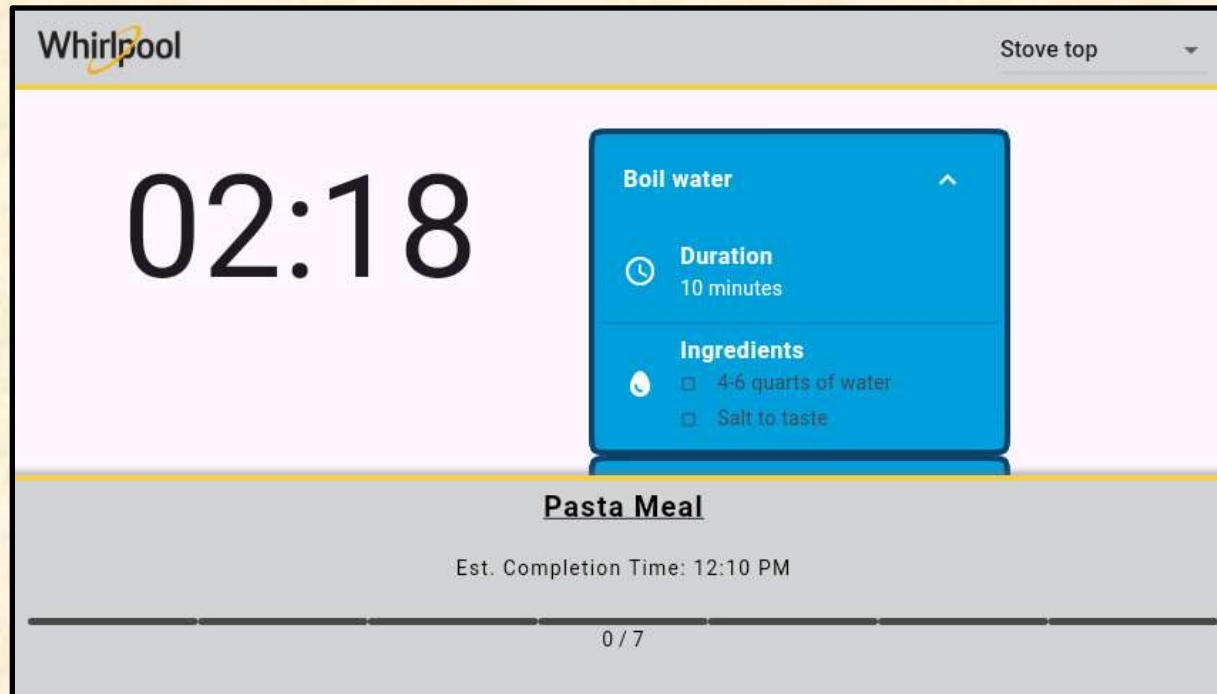 Whirlpool
Stove top
02:18
Boil water
Duration
10 minutes
Ingredients
4-6 quarts of water
Salt to taste
Pasta Meal
Est. Completion Time: 12:10 PM
0 / 7